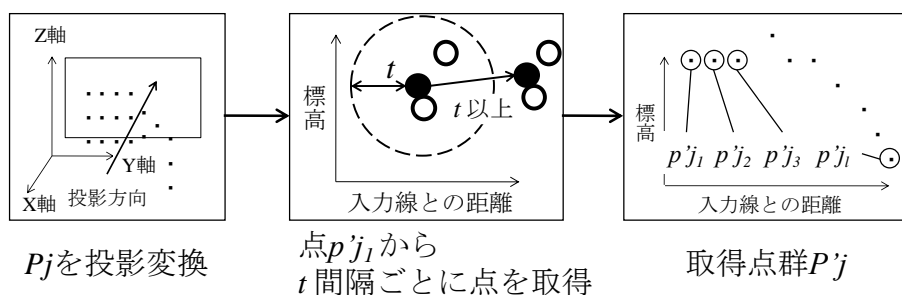 Z軸
Y軸
X軸
投影方向
Pjを投影変換
標高
t
t 以上
入力線との距離
点p'j1から
t 間隔ごとに点を取得
標高
p'j1 p'j2 p'j3 p'jl
入力線との距離
取得点群P'j